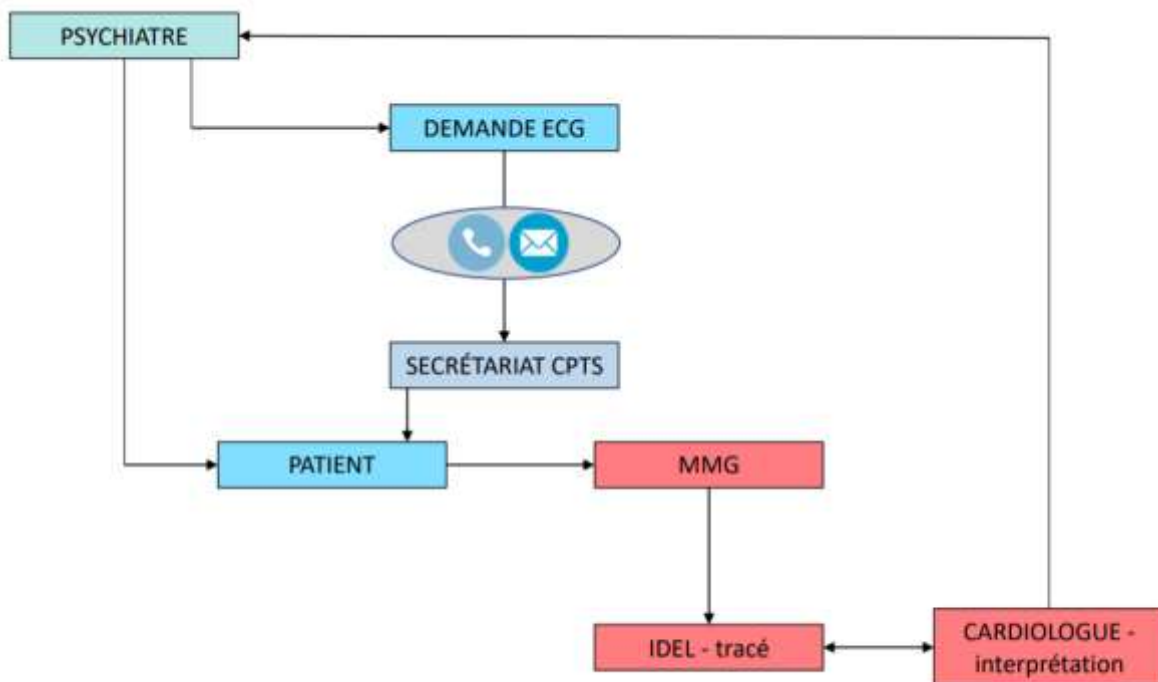 PSYCHIATRE
DEMANDE ECG
SECRÉTARIAT CPTS
PATIENT
MMG
IDEL - tracé
CARDIOLOGUE -
interprétation